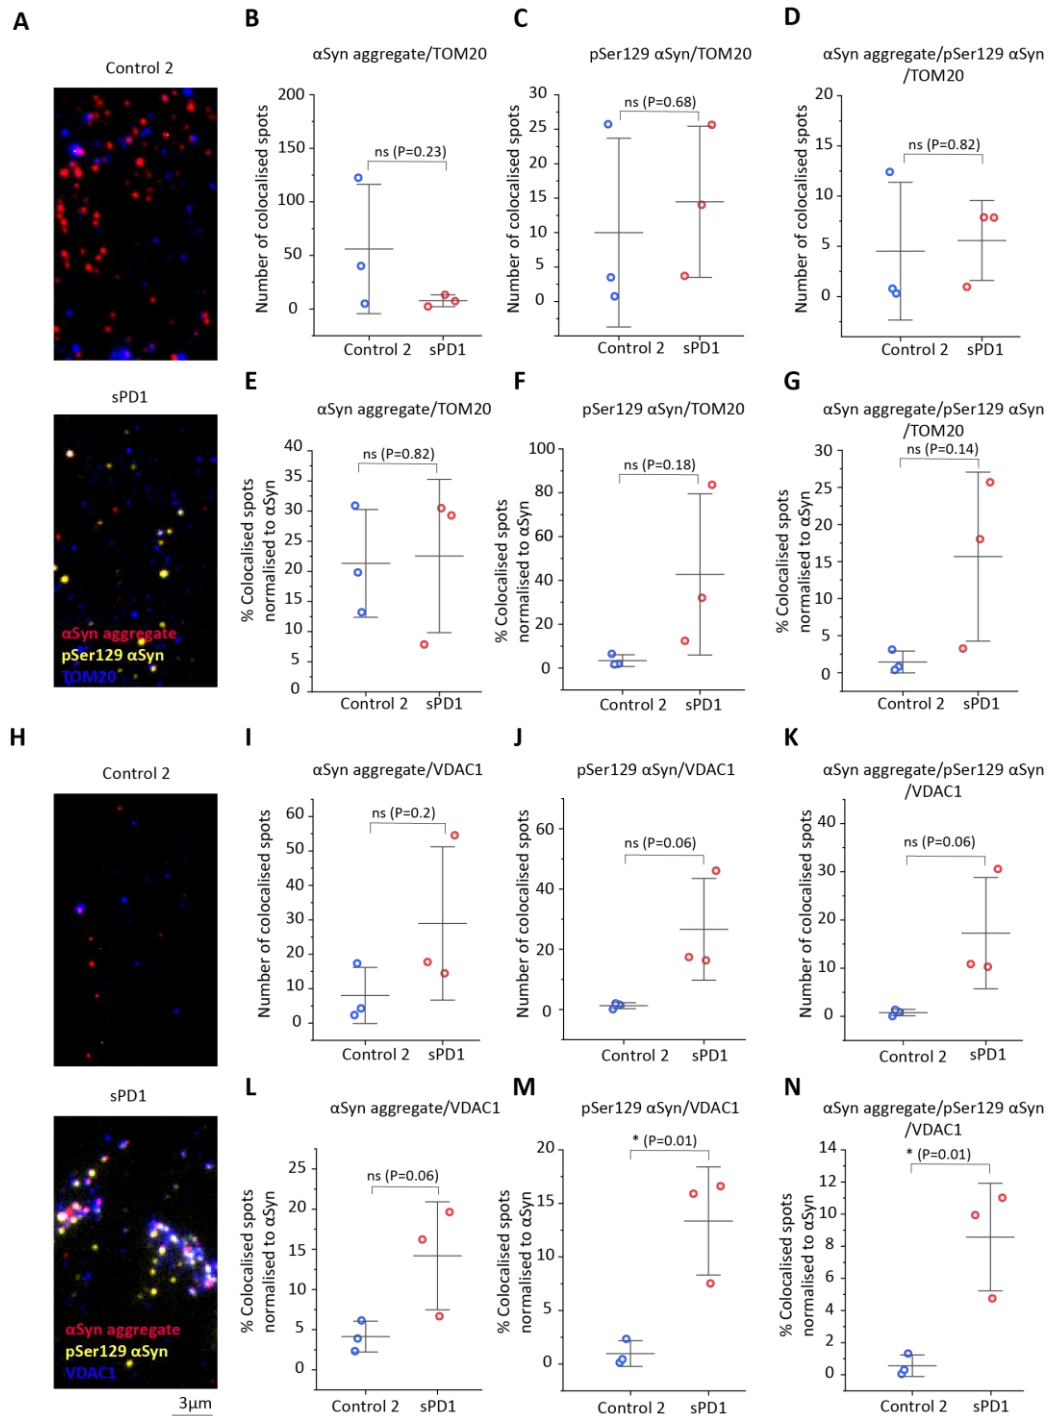 A
Control 2
sPD1
αSyn aggregate
pSer129 αSyn
TOM20
B
αSyn aggregate/TOM20
Number of colocalised spots
200
150
100
50
0
ns (P=0.23)
Control 2 sPD1
C
pSer129 αSyn/TOM20
Number of colocalised spots
30
25
20
15
10
5
0
ns (P=0.68)
Control 2 sPD1
D
αSyn aggregate/pSer129 αSyn
/TOM20
Number of colocalised spots
20
15
10
5
0
ns (P=0.82)
Control 2 sPD1
E
αSyn aggregate/TOM20
% Colocalised spots
normalised to αSyn
40
35
30
25
20
15
10
5
0
ns (P=0.82)
Control 2 sPD1
F
pSer129 αSyn/TOM20
% Colocalised spots
normalised to αSyn
100
80
60
40
20
0
ns (P=0.18)
Control 2 sPD1
G
αSyn aggregate/pSer129 αSyn
/TOM20
% Colocalised spots
normalised to αSyn
30
25
20
15
10
5
0
ns (P=0.14)
Control 2 sPD1
H
Control 2
sPD1
αSyn aggregate
pSer129 αSyn
VDAC1
3μm
I
αSyn aggregate/VDAC1
Number of colocalised spots
60
50
40
30
20
10
0
ns (P=0.2)
Control 2 sPD1
J
pSer129 αSyn/VDAC1
Number of colocalised spots
60
40
20
0
ns (P=0.06)
Control 2 sPD1
K
αSyn aggregate/pSer129 αSyn
/VDAC1
Number of colocalised spots
40
30
20
10
0
ns (P=0.06)
Control 2 sPD1
L
αSyn aggregate/VDAC1
% Colocalised spots
normalised to αSyn
25
20
15
10
5
0
ns (P=0.06)
Control 2 sPD1
M
pSer129 αSyn/VDAC1
% Colocalised spots
normalised to αSyn
20
15
10
5
0
* (P=0.01)
Control 2 sPD1
N
αSyn aggregate/pSer129 αSyn
/VDAC1
% Colocalised spots
normalised to αSyn
14
12
10
8
6
4
2
0
* (P=0.01)
Control 2 sPD1